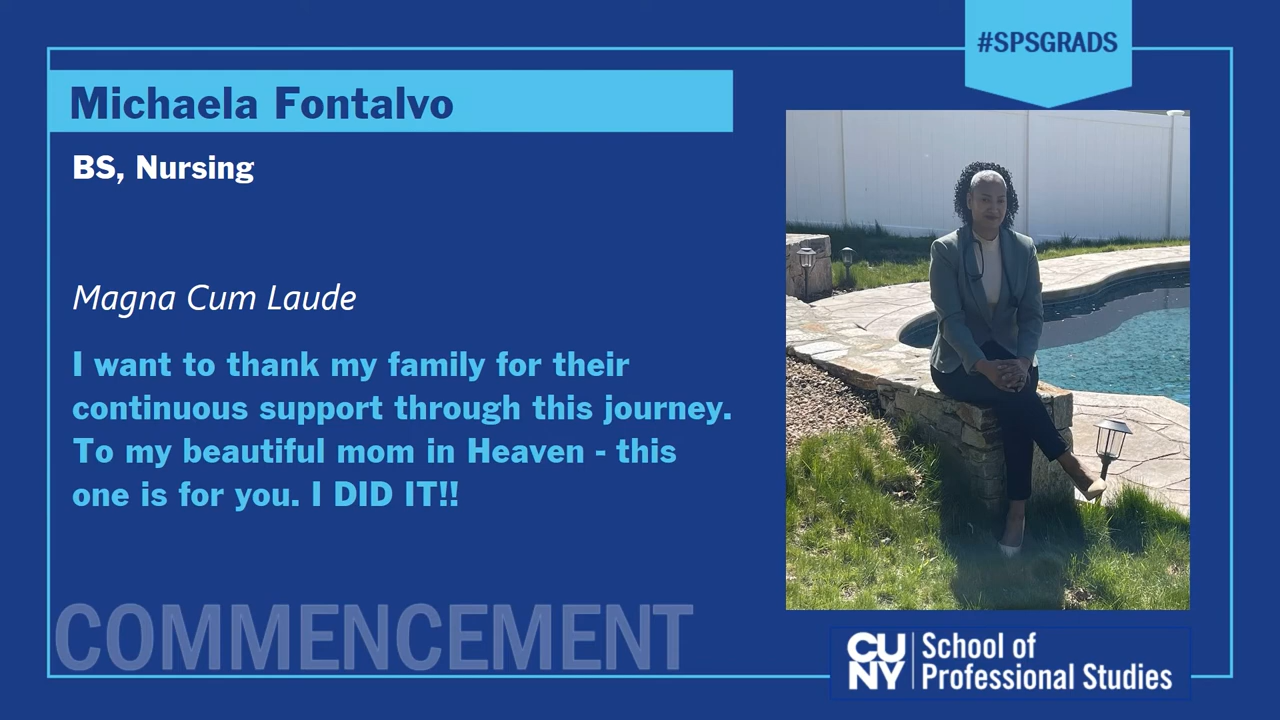 #SPSGRADS
Michaela Fontalvo
BS, Nursing
Magna Cum Laude
I want to thank my family for their
continuous support through this journey.
To my beautiful mom in Heaven - this
one is for you. I DID IT!!
COMMENCEMENT
CU
NY
School of
Professional Studies